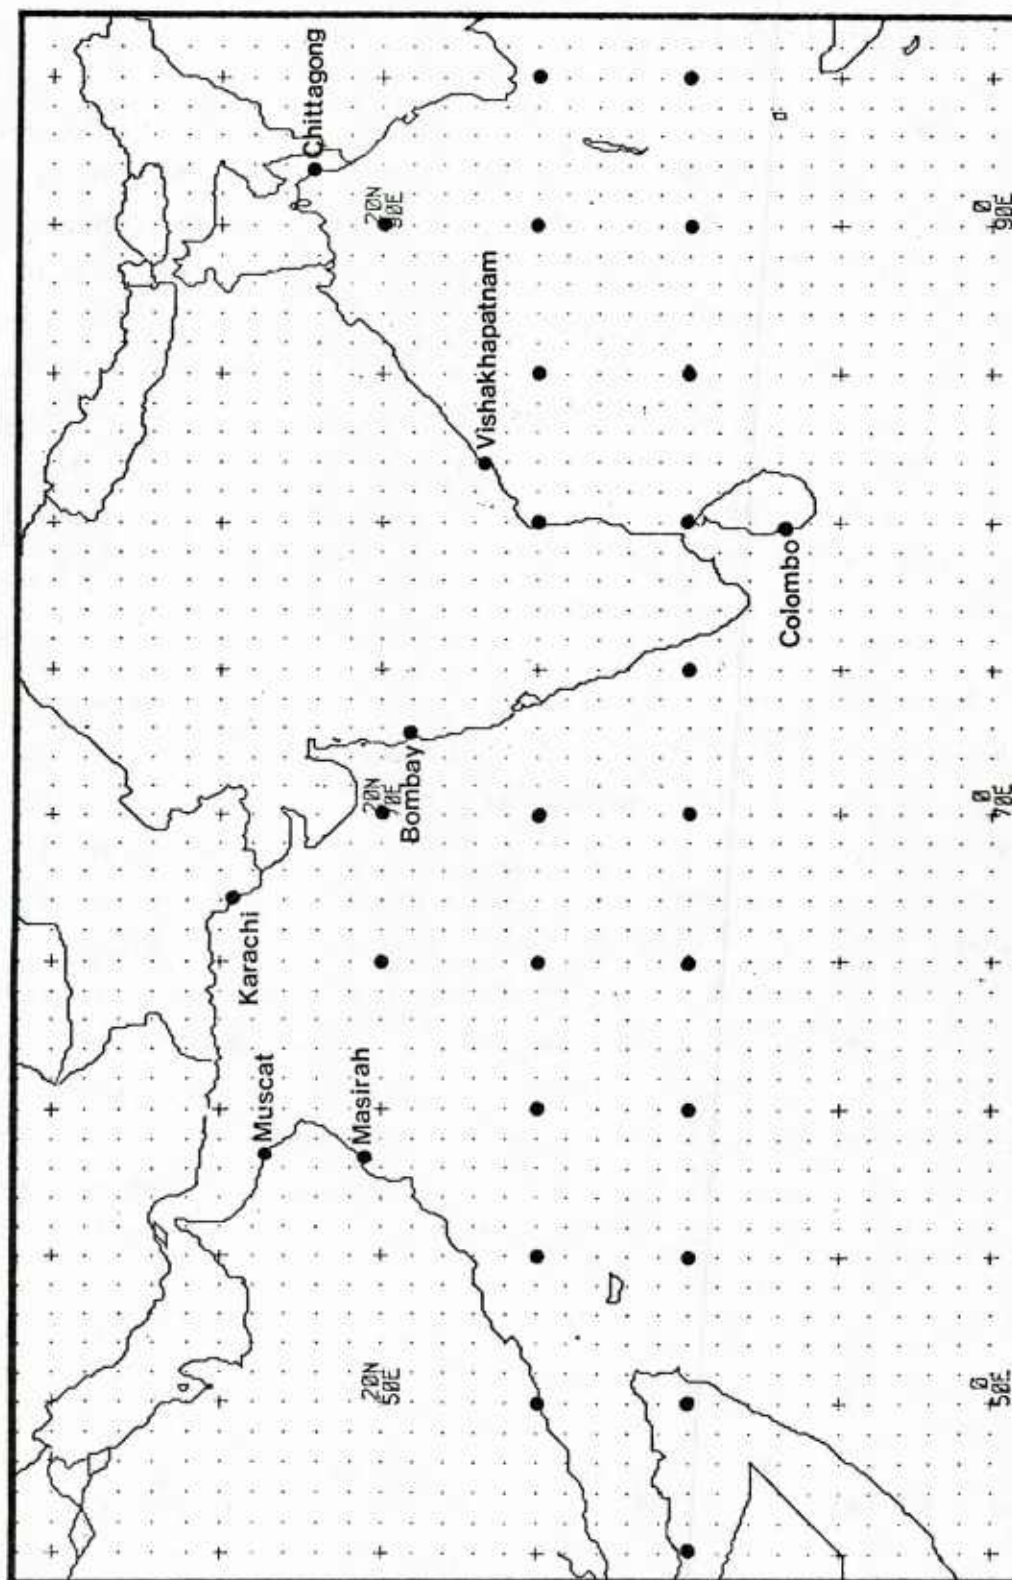 Chittagong
20N
90E
0
90E
Vishakhapatnam
Colombo
20N
70E
Bombay
0
70E
Karachi
Muscat
Masirah
20N
50E
0
50E